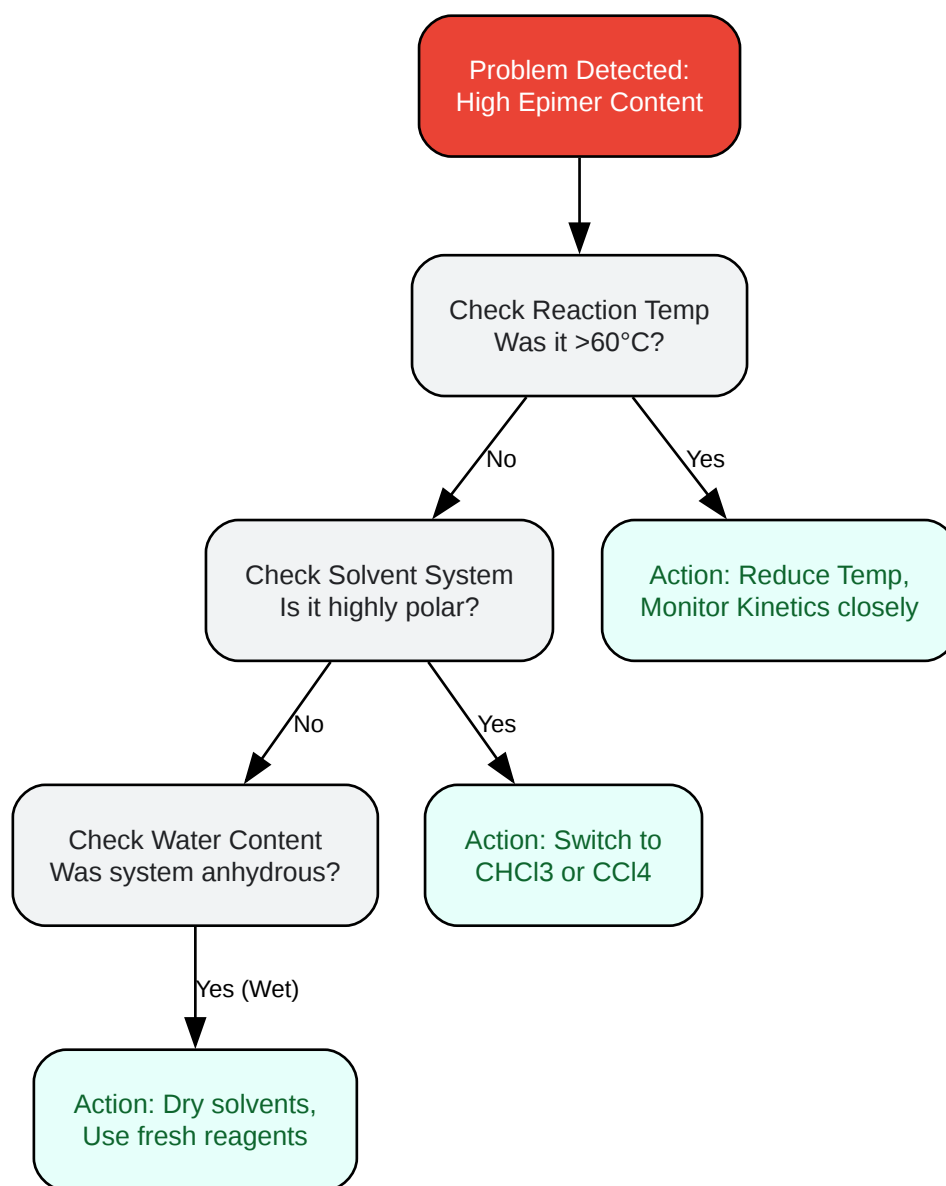 Problem Detected:
High Epimer Content
Check Reaction Temp
Was it >60°C?
No
Yes
Check Solvent System
Is it highly polar?
Action: Reduce Temp,
Monitor Kinetics closely
No
Yes
Check Water Content
Was system anhydrous?
Action: Switch to
CHCl3 or CCl4
Yes (Wet)
Action: Dry solvents,
Use fresh reagents